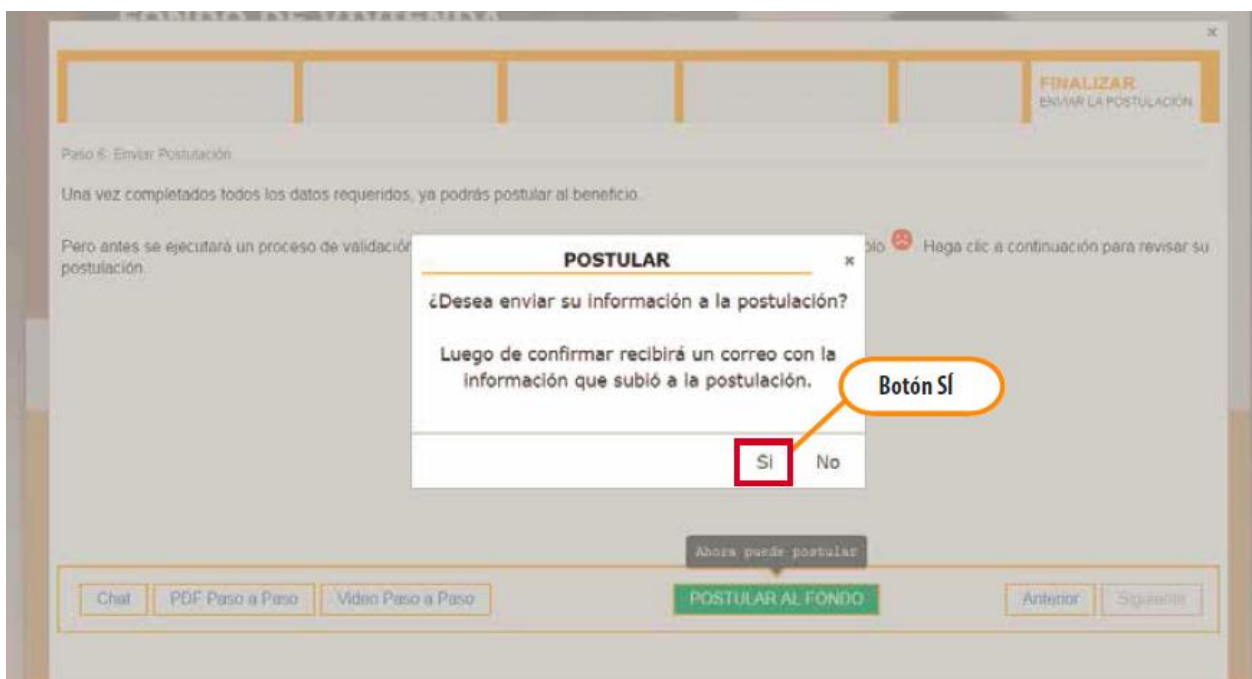 FONDO DE VIVIENDA
×
FINALIZAR
ENVIAR LA POSTULACIÓN
Paso 6: Enviar Postulación
Una vez completados todos los datos requeridos, ya podrás postular al beneficio.
Pero antes se ejecutará un proceso de validación
Haga clic a continuación para revisar su
postulación.
POSTULAR
×
¿Desea enviar su información a la postulación?
Luego de confirmar recibirá un correo con la
información que subió a la postulación.
Botón SÍ
Si No
Ahora puede postular
Chat PDF Paso a Paso Video Paso a Paso POSTULAR AL FONDO Anterior Siguiente